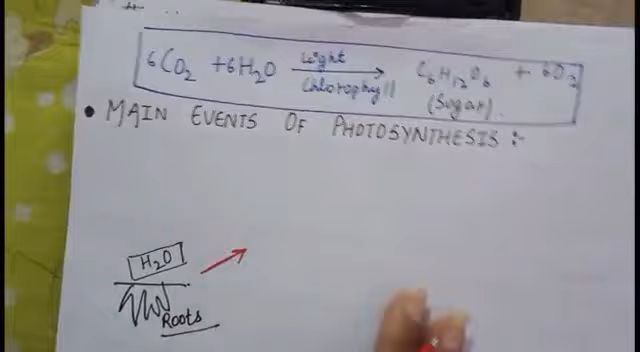 6CO₂ + 6H₂O Light Chlorophyll → C₆H₁₂O₆ (Sugar) + 6O₂
• MAIN EVENTS OF PHOTOSYNTHESIS :-
H₂O
Roots